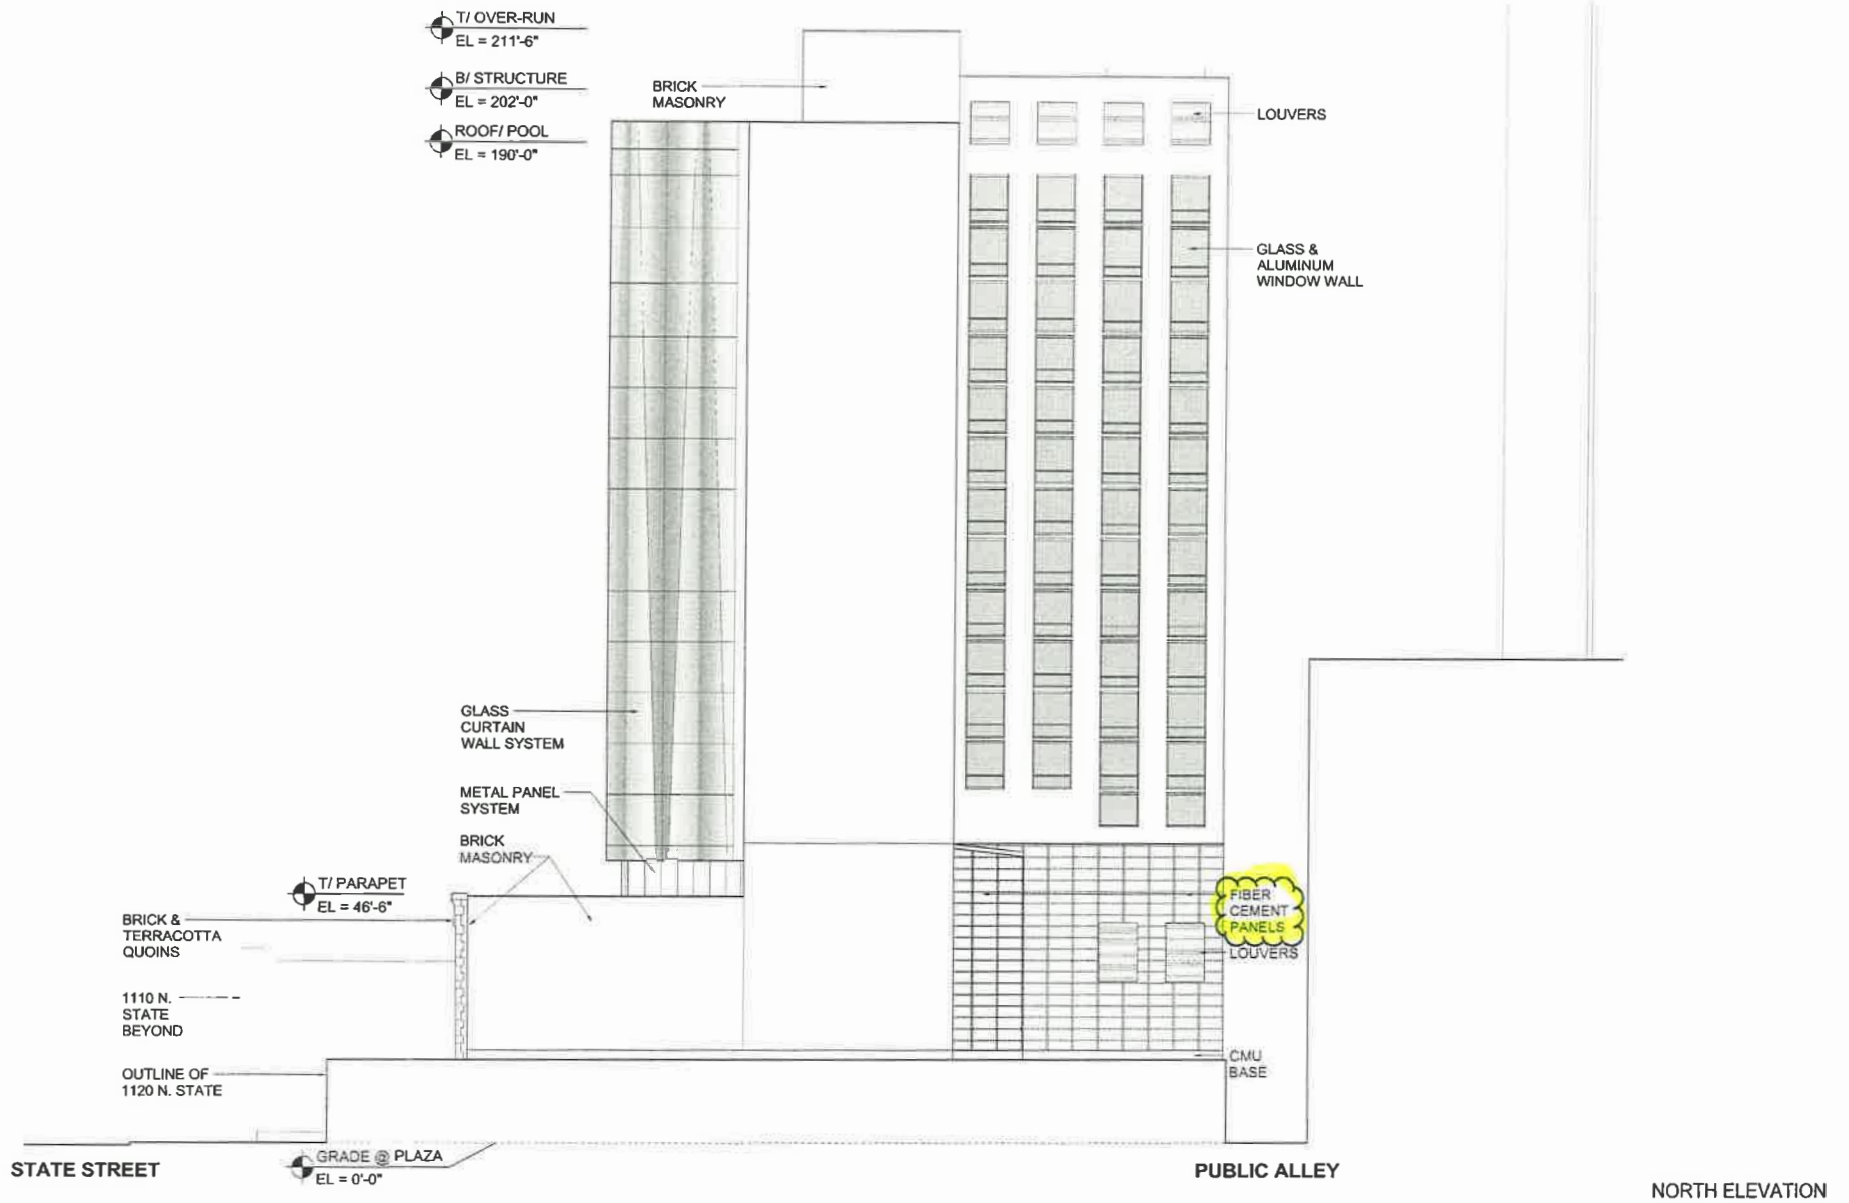 T/ OVER-RUN
EL = 211'-6"
B/ STRUCTURE
EL = 202'-0"
ROOF/ POOL
EL = 190'-0"
BRICK
MASONRY
LOUVERS
GLASS &
ALUMINUM
WINDOW WALL
GLASS
CURTAIN
WALL SYSTEM
METAL PANEL
SYSTEM
BRICK
MASONRY
T/ PARAPET
EL = 46'-6"
BRICK &
TERRACOTTA
QUOINS
1110 N.
STATE
BEYOND
OUTLINE OF
1120 N. STATE
FIBER
CEMENT
PANELS
LOUVERS
CMU
BASE
STATE STREET
GRADE @ PLAZA
EL = 0'-0"
PUBLIC ALLEY
NORTH ELEVATION